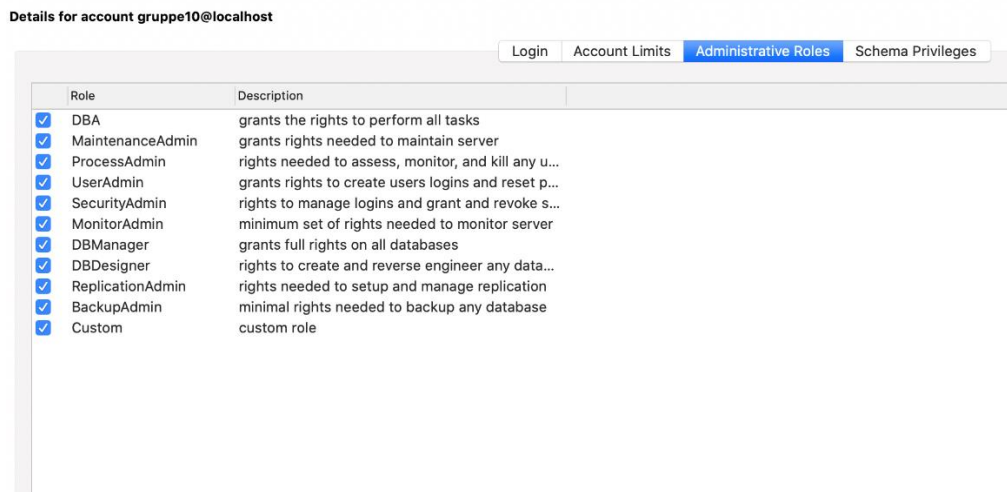 Details for account gruppe10@localhost
Login Account Limits Administrative Roles Schema Privileges
Role Description
DBA grants the rights to perform all tasks
MaintenanceAdmin grants rights needed to maintain server
ProcessAdmin rights needed to assess, monitor, and kill any u...
UserAdmin grants rights to create users logins and reset p...
SecurityAdmin rights to manage logins and grant and revoke s...
MonitorAdmin minimum set of rights needed to monitor server
DBManager grants full rights on all databases
DBDesigner rights to create and reverse engineer any data...
ReplicationAdmin rights needed to setup and manage replication
BackupAdmin minimal rights needed to backup any database
Custom custom role